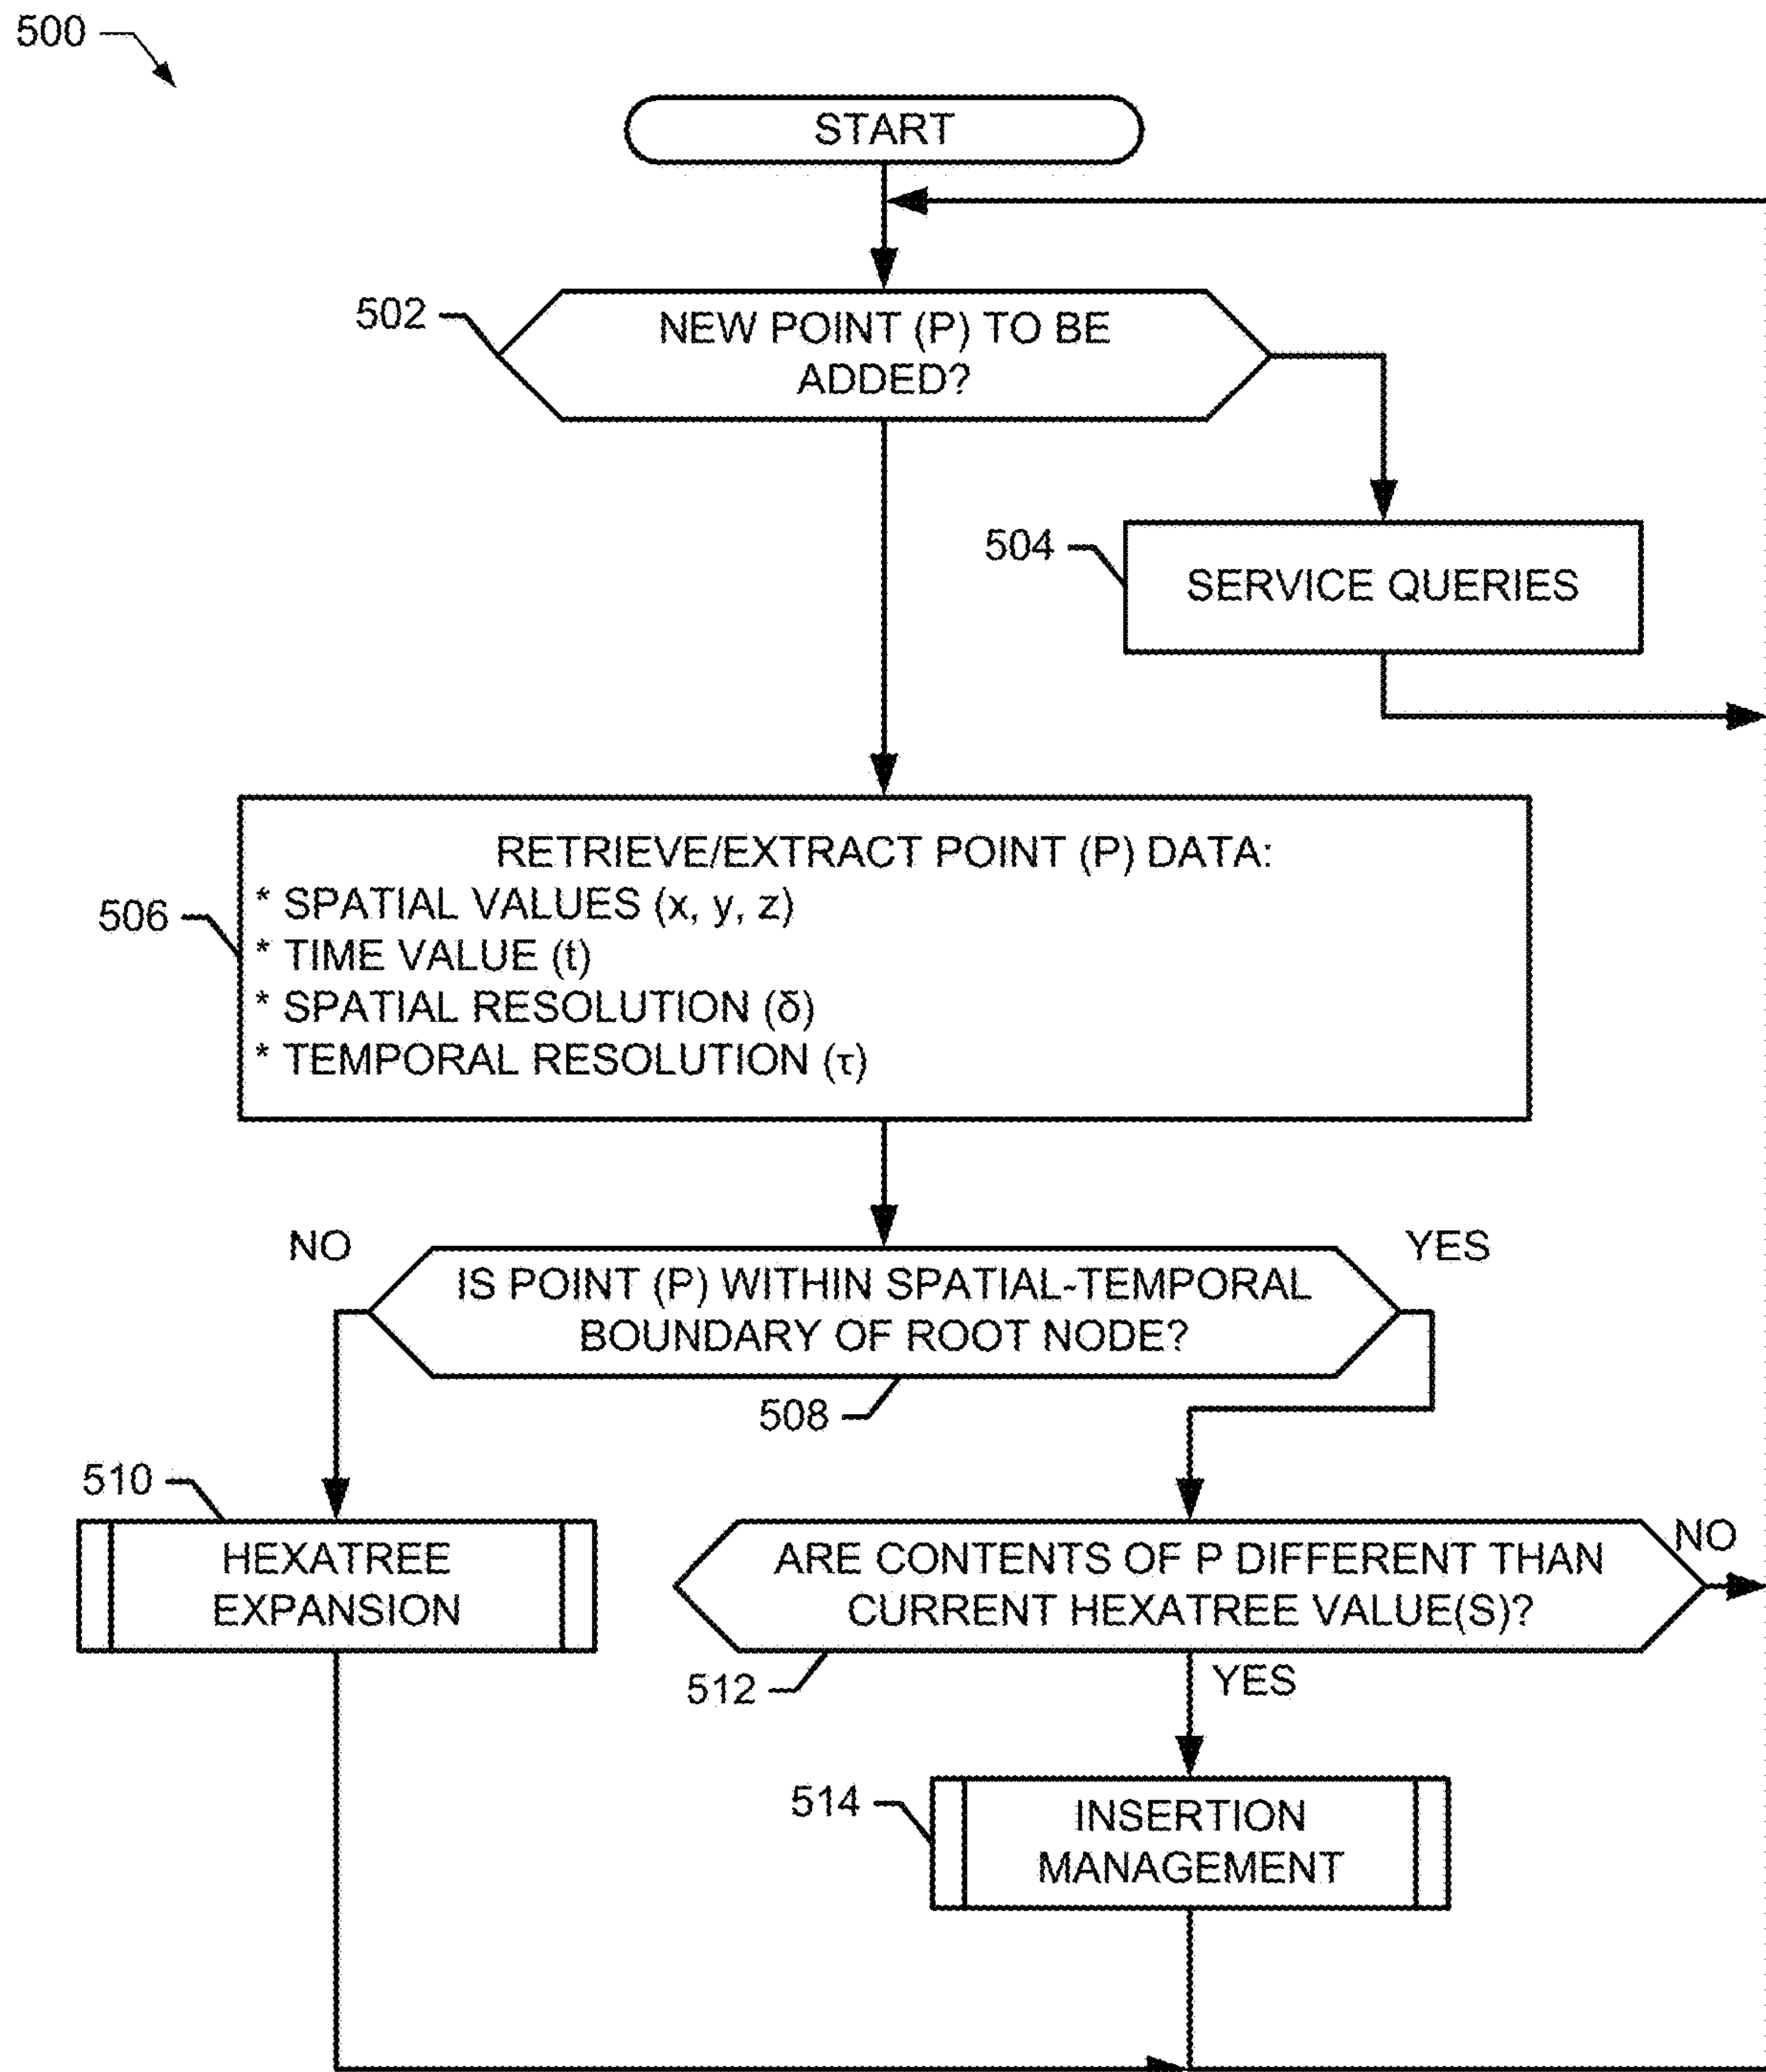 500
START
502
NEW POINT (P) TO BE
ADDED?
504
SERVICE QUERIES
506
RETRIEVE/EXTRACT POINT (P) DATA:
* SPATIAL VALUES (x, y, z)
* TIME VALUE (t)
* SPATIAL RESOLUTION (δ)
* TEMPORAL RESOLUTION (τ)
NO
YES
IS POINT (P) WITHIN SPATIAL-TEMPORAL
BOUNDARY OF ROOT NODE?
508
510
HEXATREE
EXPANSION
ARE CONTENTS OF P DIFFERENT THAN
CURRENT HEXATREE VALUE(S)?
NO
512
YES
514
INSERTION
MANAGEMENT